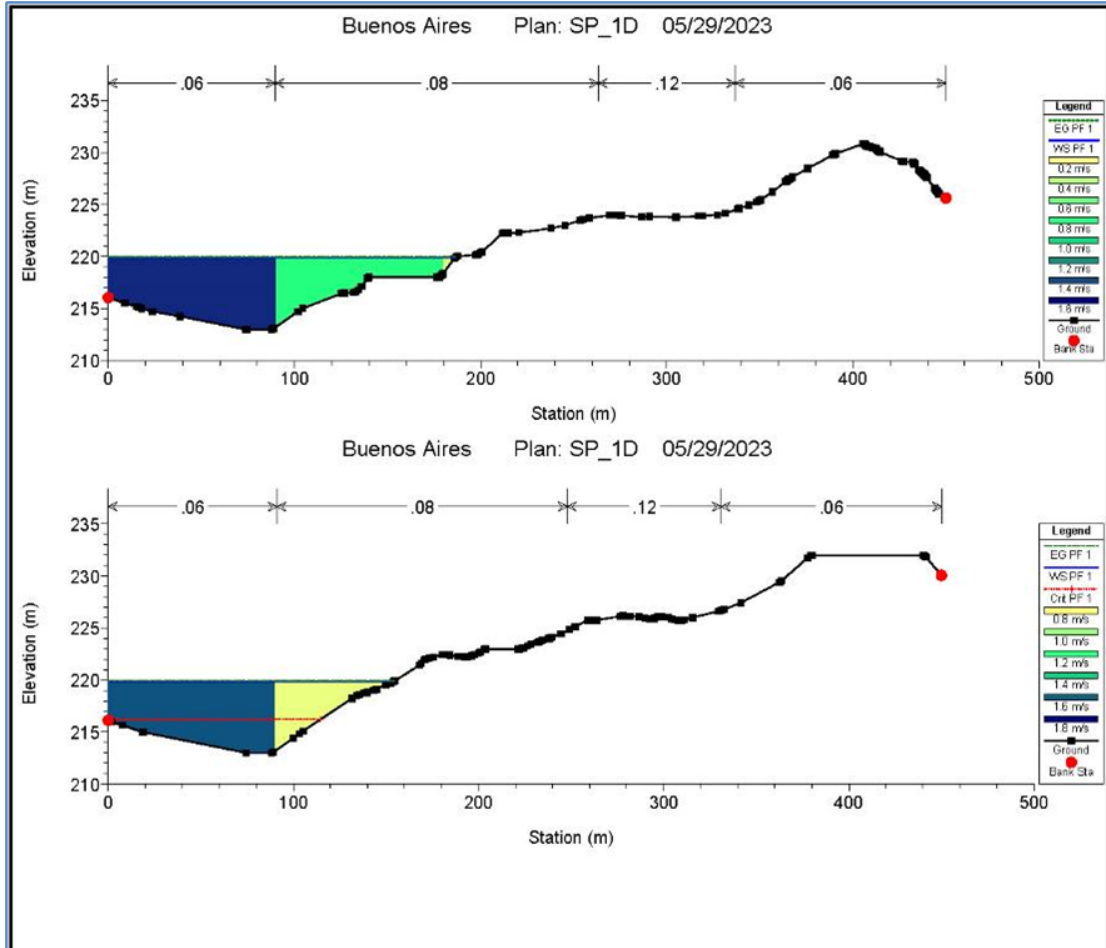 Buenos Aires Plan: SP_1D 05/29/2023
.06 .08 .12 .06
235
230
225
220
215
210
Elevation (m)
0 100 200 300 400 500
Station (m)
Legend
EG PF 1
WS PF 1
0.2 m/s
0.4 m/s
0.6 m/s
0.8 m/s
1.0 m/s
1.2 m/s
1.4 m/s
1.6 m/s
Ground
Bank Sta
Buenos Aires Plan: SP_1D 05/29/2023
.06 .08 .12 .06
235
230
225
220
215
210
Elevation (m)
0 100 200 300 400 500
Station (m)
Legend
EG PF 1
WS PF 1
Crit PF 1
0.8 m/s
1.0 m/s
1.2 m/s
1.4 m/s
1.6 m/s
1.8 m/s
Ground
Bank Sta